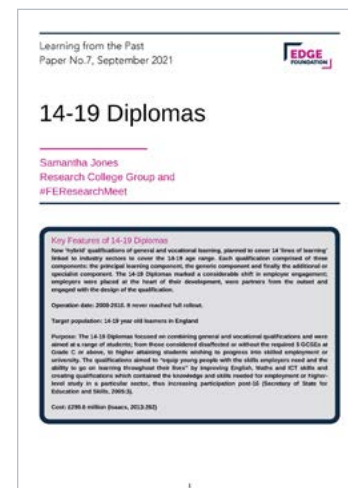 Learning from the Past
Paper No.7, September 2021
EDGE
FOUNDATION
14-19 Diplomas
Samantha Jones
Research College Group and
#FEResearchMeet
Key Features of 14-19 Diplomas
New 'hybrid' qualifications of general and vocational learning, planned to cover 14 'lines of learning'
linked to industry sectors to cover the 14-19 age range. Each qualification comprised of three
components: the principal learning component, the generic component and finally the additional or
specialist component. The 14-19 Diplomas marked a considerable shift in employer engagement;
employers were placed at the heart of their development, were partners from the outset and
engaged with the design of the qualification.
Operation date: 2008-2010. It never reached full rollout.
Target population: 14-19 year old learners in England
Purpose: The 14-19 Diplomas focused on combining general and vocational qualifications and were
aimed at a range of students, from those considered disaffected or without the required 5 GCSEs at
Grade C or above, to higher attaining students wishing to progress into skilled employment or
university. The qualifications aimed to "equip young people with the skills employers need and the
ability to go on learning throughout their lives" by improving English, Maths and ICT skills and
creating qualifications which contained the knowledge and skills needed for employment or higher-
level study in a particular sector, thus increasing participation post-16 (Secretary of State for
Education and Skills, 2005:3).
Cost: £295.6 million (Isaacs, 2013: